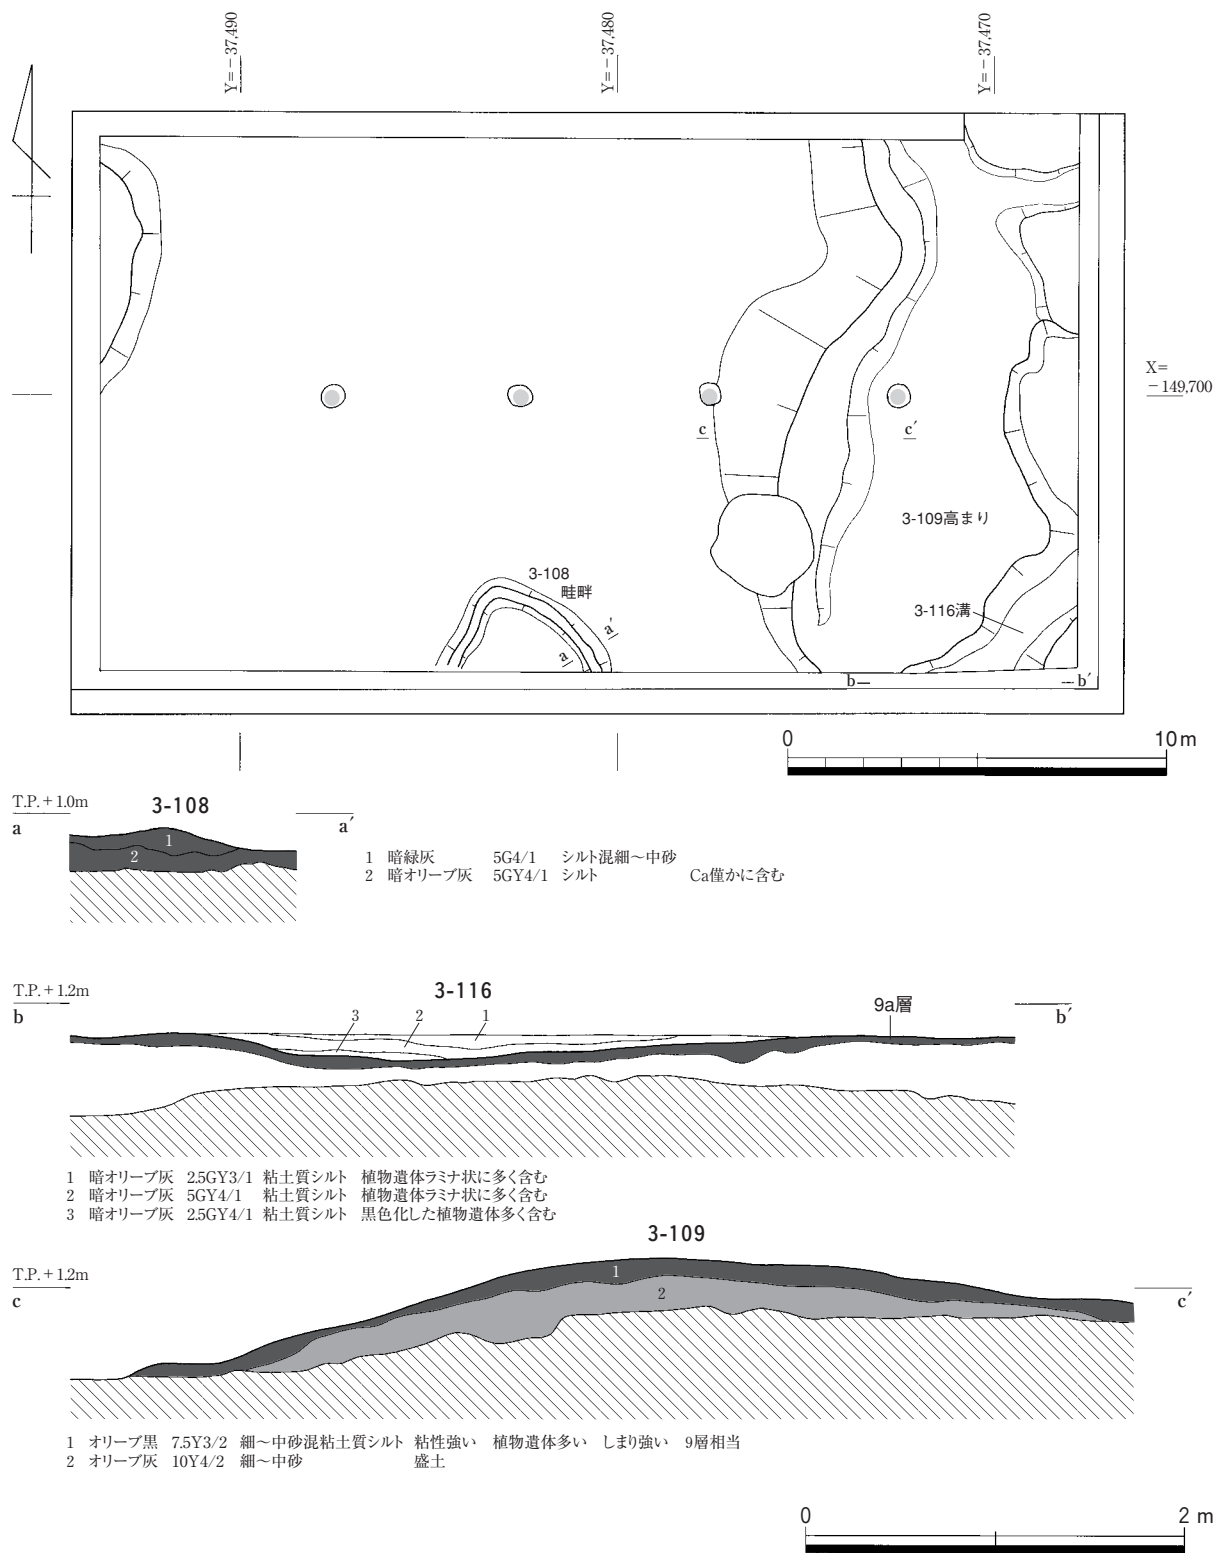 Y=－37,490
Y=－37,480
Y=－37,470
X=
－149,700
c
c′
3-109高まり
3-108
畦畔
a′
a
3-116溝
b
b′
0
10m
T.P.＋1.0m
3-108
a
a′
1
2
1 暗緑灰 5G4/1 シルト混細～中砂
2 暗オリーブ灰 5GY4/1 シルト Ca僅かに含む
T.P.＋1.2m
3-116
b
b′
3
2
1
9a層
1 暗オリーブ灰 2.5GY3/1 粘土質シルト 植物遺体ラミナ状に多く含む
2 暗オリーブ灰 5GY4/1 粘土質シルト 植物遺体ラミナ状に多く含む
3 暗オリーブ灰 2.5GY4/1 粘土質シルト 黒色化した植物遺体多く含む
3-109
T.P.＋1.2m
c
c′
1
2
1 オリーブ黒 7.5Y3/2 細～中砂混粘土質シルト 粘性強い 植物遺体多い しまり強い 9層相当
2 オリーブ灰 10Y4/2 細～中砂 盛土
0
2 m